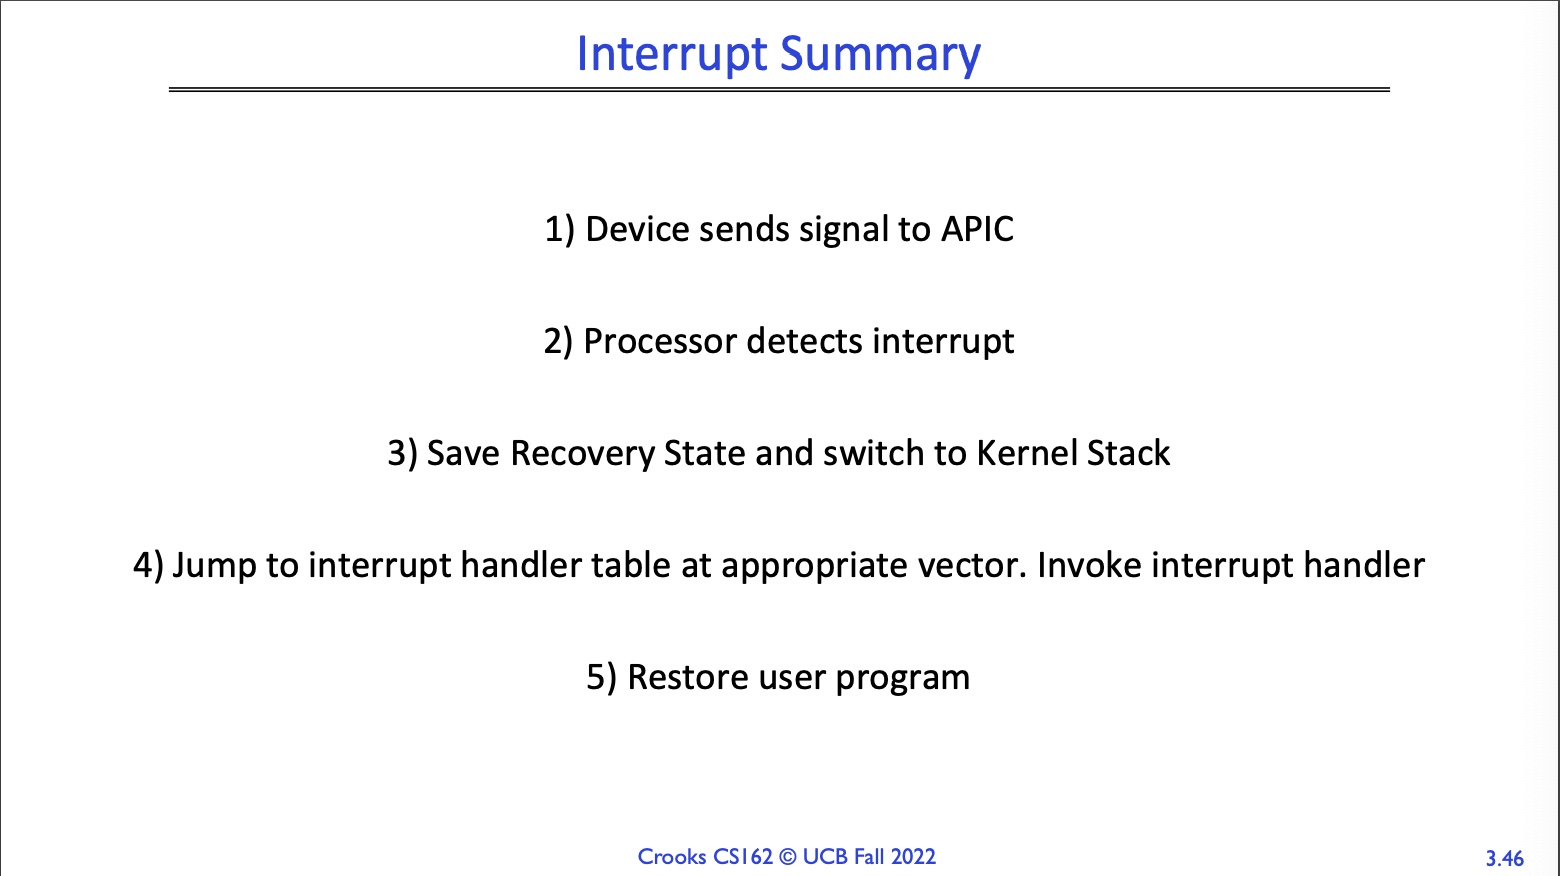 Interrupt Summary
1) Device sends signal to APIC
2) Processor detects interrupt
3) Save Recovery State and switch to Kernel Stack
4) Jump to interrupt handler table at appropriate vector. Invoke interrupt handler
5) Restore user program
Crooks CS162 © UCB Fall 2022
3.46